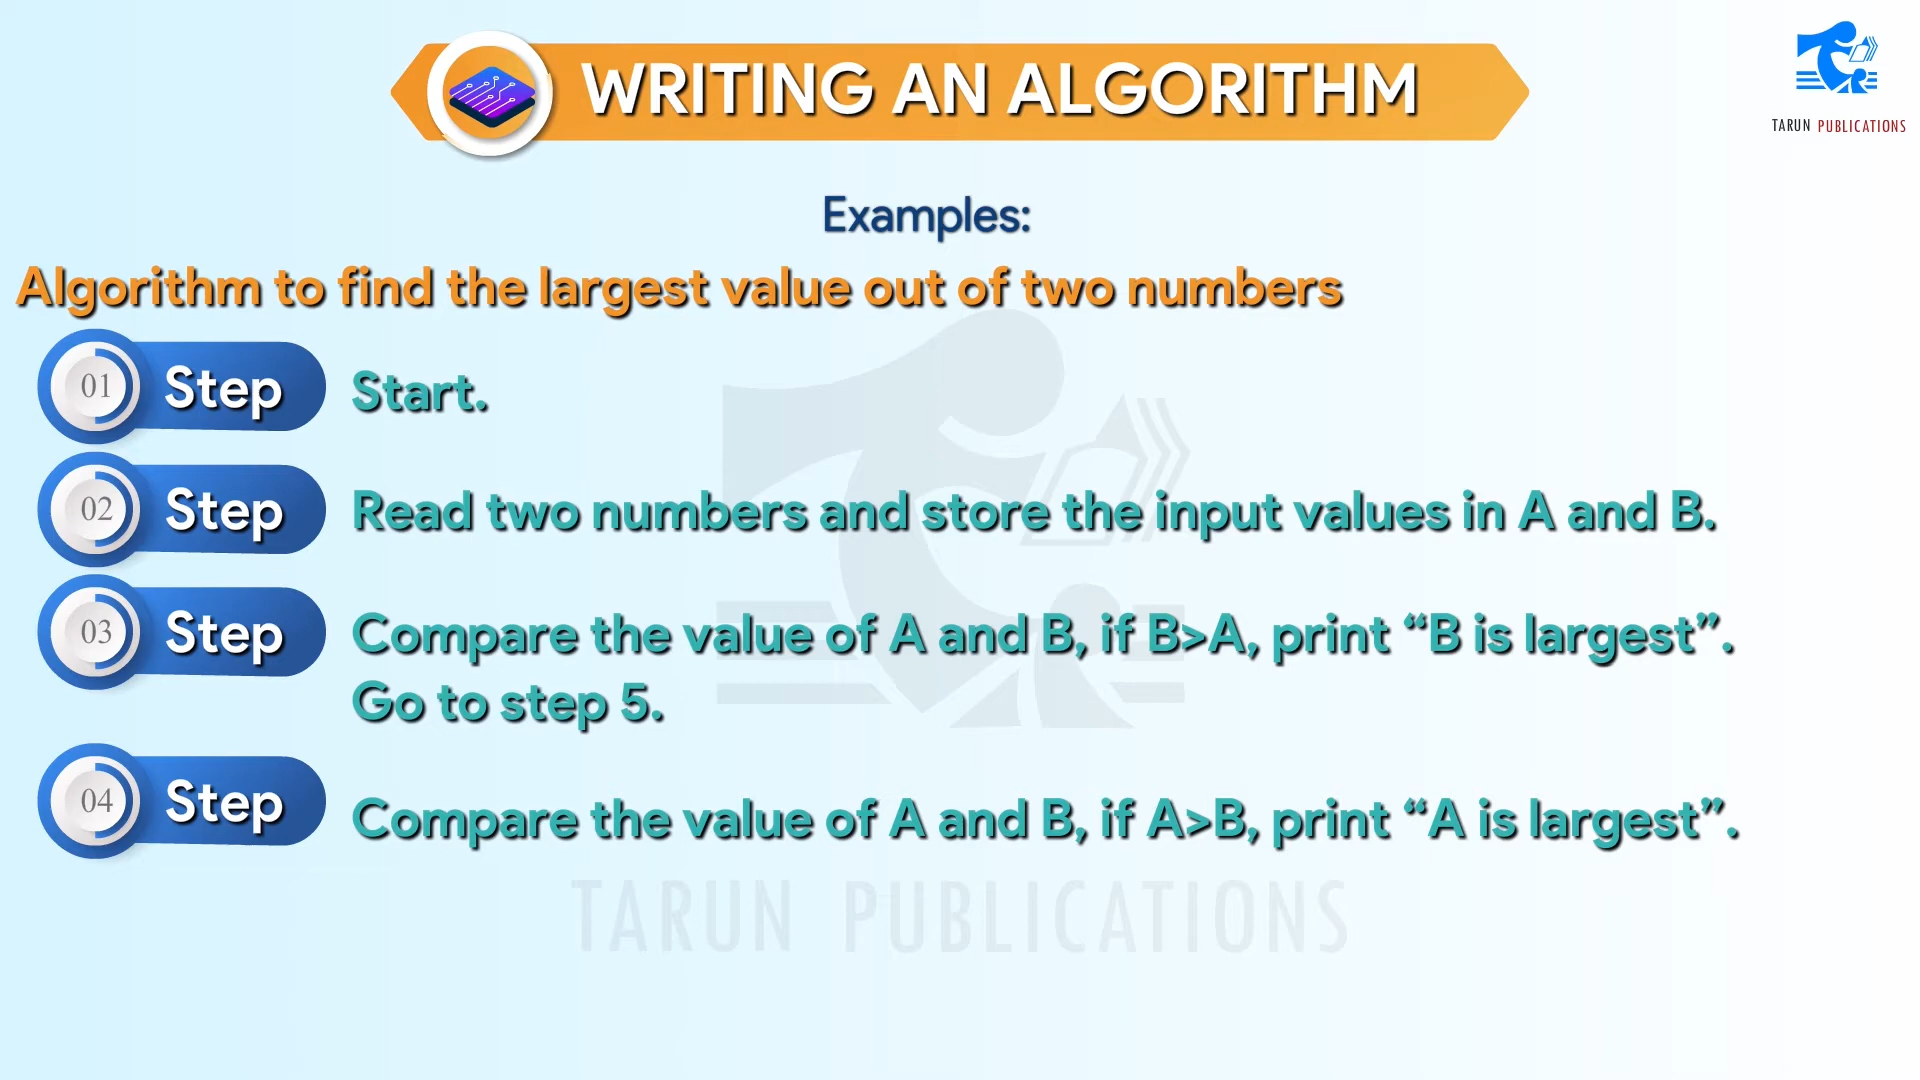 WRITING AN ALGORITHM
TARUN PUBLICATIONS
Examples:
Algorithm to find the largest value out of two numbers
01 Step Start.
02 Step Read two numbers and store the input values in A and B.
03 Step Compare the value of A and B, if B>A, print “B is largest”.
Go to step 5.
04 Step Compare the value of A and B, if A>B, print “A is largest”.
TARUN PUBLICATIONS